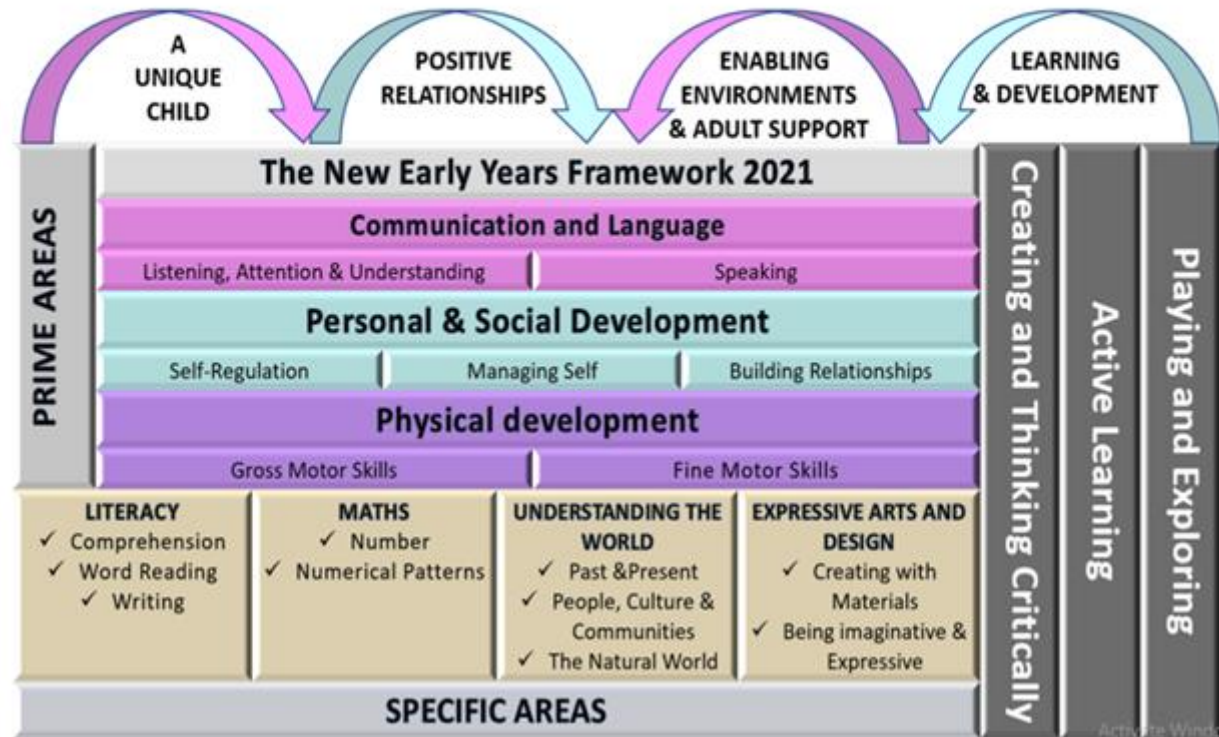 A
UNIQUE
CHILD
POSITIVE
RELATIONSHIPS
ENABLING
ENVIRONMENTS
& ADULT SUPPORT
LEARNING
& DEVELOPMENT
PRIME AREAS
The New Early Years Framework 2021
Communication and Language
Listening, Attention & Understanding
Speaking
Personal & Social Development
Self-Regulation
Managing Self
Building Relationships
Physical development
Gross Motor Skills
Fine Motor Skills
LITERACY
✓ Comprehension
✓ Word Reading
✓ Writing
MATHS
✓ Number
✓ Numerical Patterns
UNDERSTANDING THE
WORLD
✓ Past &Present
✓ People, Culture &
Communities
✓ The Natural World
EXPRESSIVE ARTS AND
DESIGN
✓ Creating with
Materials
✓ Being imaginative &
Expressive
SPECIFIC AREAS
Creating and Thinking Critically
Active Learning
Playing and Exploring
Activate Windo